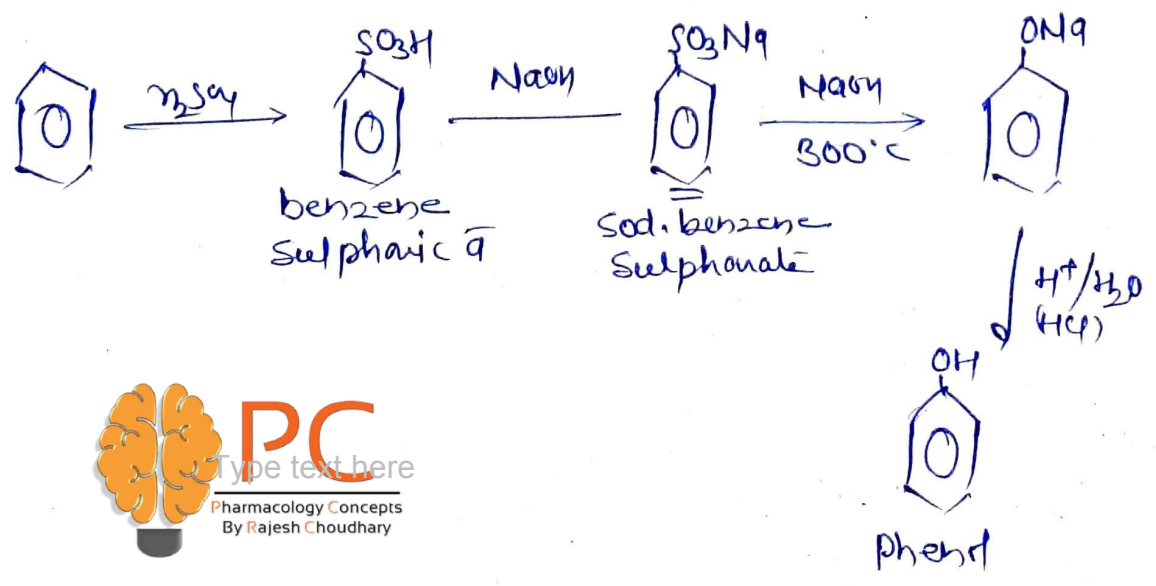 SO3H
SO3Na
ONa
H2SO4
NaOH
NaOH
300°C
benzene
Sulphonic a
Sod. benzene
Sulphonate
H+/H2O
(HCl)
OH
Phenol
PC
Type text here
Pharmacology Concepts
By Rajesh Choudhary